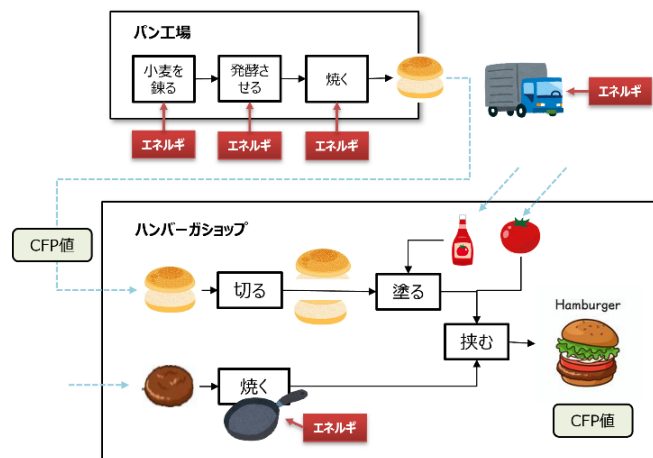 パン工場
小麦を
錬る
発酵さ
せる
焼く
エネルギ
エネルギ
エネルギ
エネルギ
CFP値
ハンバーガショップ
切る
塗る
挟む
Hamburger
焼く
エネルギ
CFP値